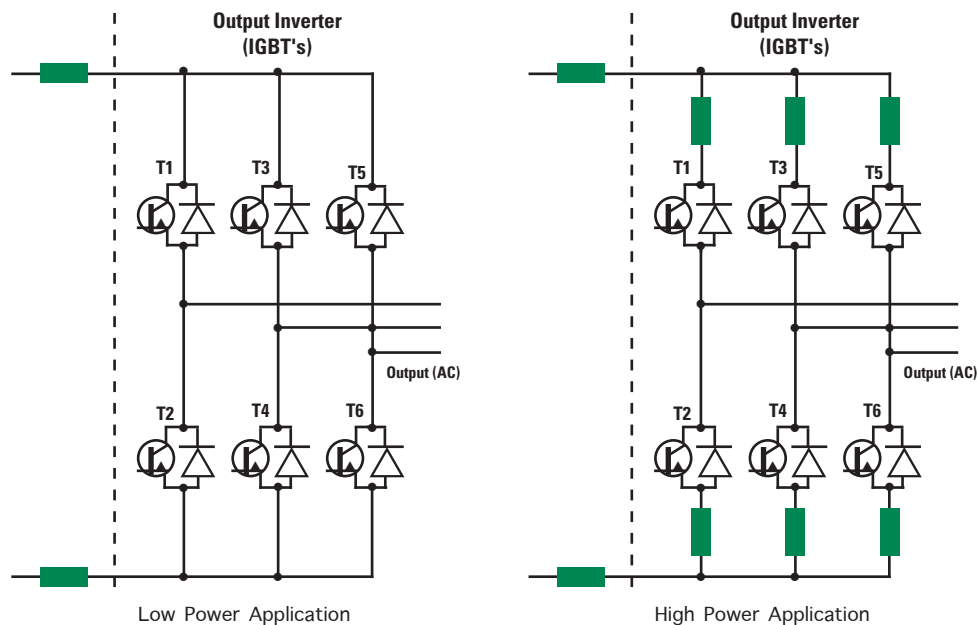 Output Inverter
(IGBT's)
T1
T3
T5
Output (AC)
T2
T4
T6
Low Power Application
Output Inverter
(IGBT's)
T1
T3
T5
Output (AC)
T2
T4
T6
High Power Application